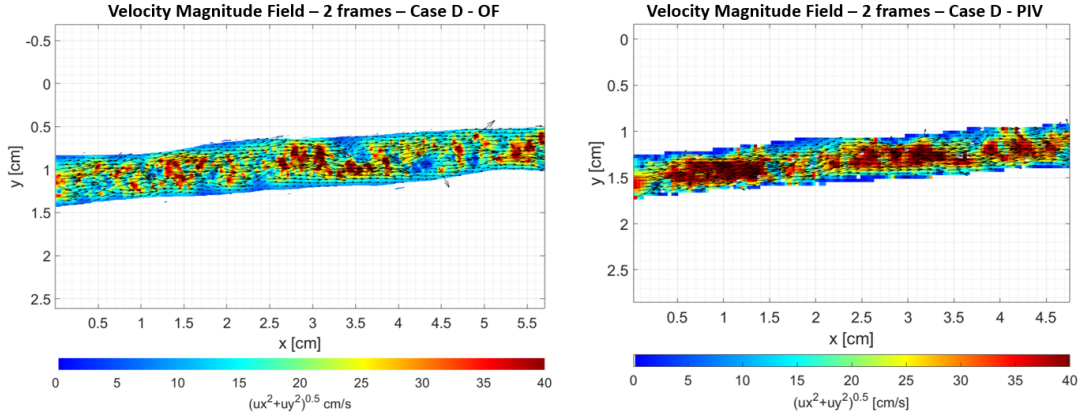 Velocity Magnitude Field – 2 frames – Case D - OF
-0.5
0
0.5
1
1.5
2
2.5
y [cm]
0.5 1 1.5 2 2.5 3 3.5 4 4.5 5 5.5
x [cm]
0 5 10 15 20 25 30 35 40
(ux²+uy²)⁰·⁵ cm/s
Velocity Magnitude Field – 2 frames – Case D - PIV
0
0.5
1
1.5
2
2.5
y [cm]
0.5 1 1.5 2 2.5 3 3.5 4 4.5
x [cm]
0 5 10 15 20 25 30 35 40
(ux²+uy²)⁰·⁵ [cm/s]